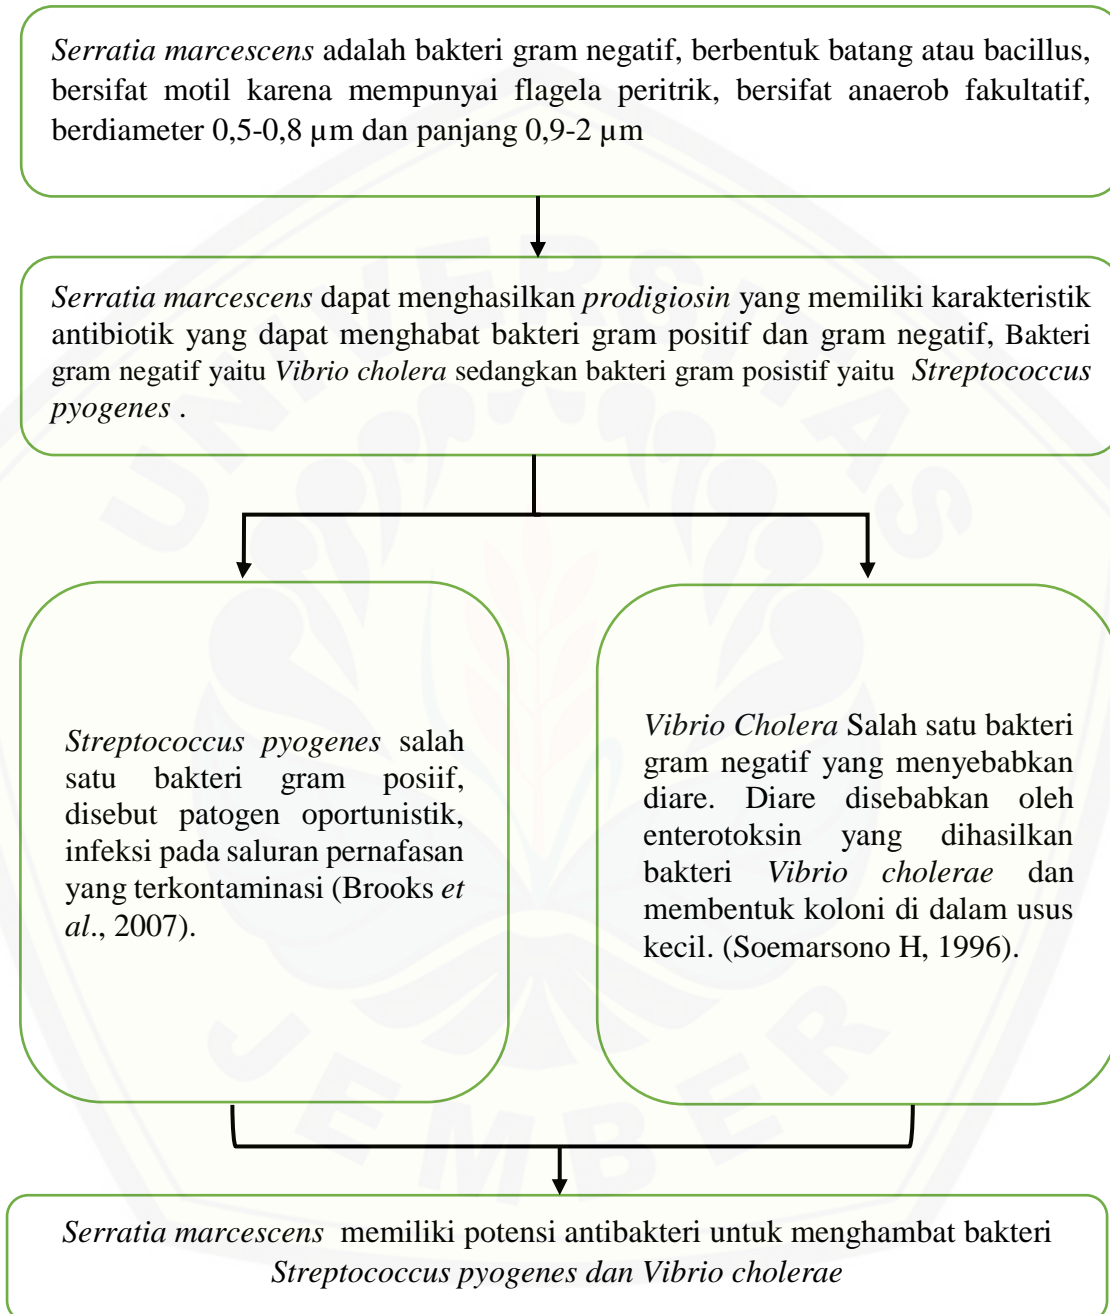 Serratia marcescens adalah bakteri gram negatif, berbentuk batang atau bacillus,
bersifat motil karena mempunyai flagela peritrik, bersifat anaerob fakultatif,
berdiameter 0,5-0,8 µm dan panjang 0,9-2 µm
Serratia marcescens dapat menghasilkan prodigiosin yang memiliki karakteristik
antibiotik yang dapat menghabat bakteri gram positif dan gram negatif, Bakteri
gram negatif yaitu Vibrio cholera sedangkan bakteri gram posistif yaitu Streptococcus
pyogenes .
Streptococcus pyogenes salah
satu bakteri gram posiif,
disebut patogen oportunistik,
infeksi pada saluran pernafasan
yang terkontaminasi (Brooks et
al., 2007).
Vibrio Cholera Salah satu bakteri
gram negatif yang menyebabkan
diare. Diare disebabkan oleh
enterotoksin yang dihasilkan
bakteri Vibrio cholerae dan
membentuk koloni di dalam usus
kecil. (Soemarsono H, 1996).
Serratia marcescens memiliki potensi antibakteri untuk menghambat bakteri
Streptococcus pyogenes dan Vibrio cholerae
UNIVERSITAS
JEMBER